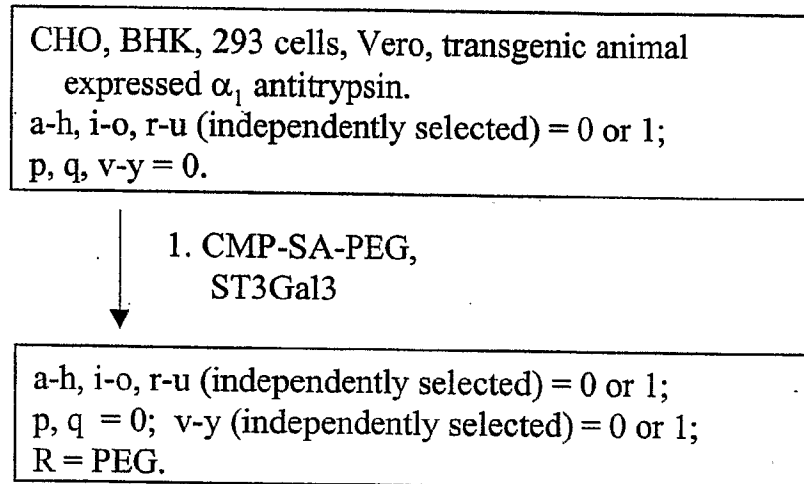 CHO, BHK, 293 cells, Vero, transgenic animal
expressed α₁ antitrypsin.
a-h, i-o, r-u (independently selected) = 0 or 1;
p, q, v-y = 0.
1. CMP-SA-PEG,
ST3Gal3
a-h, i-o, r-u (independently selected) = 0 or 1;
p, q = 0; v-y (independently selected) = 0 or 1;
R = PEG.